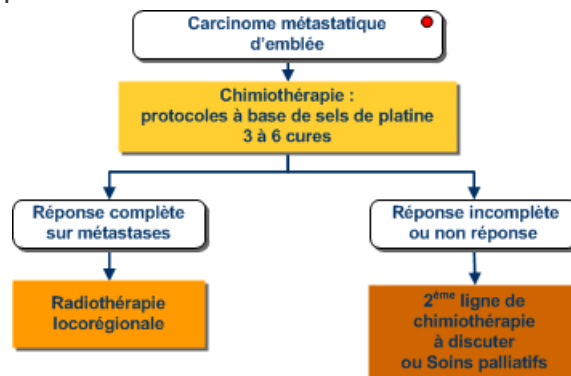 Carcinome métastatique
d'emblée
Chimiothérapie :
protocoles à base de sels de platine
3 à 6 cures
Réponse complète
sur métastases
Réponse incomplète
ou non réponse
Radiothérapie
locorégionale
2ème ligne de
chimiothérapie
à discuter
ou Soins palliatifs